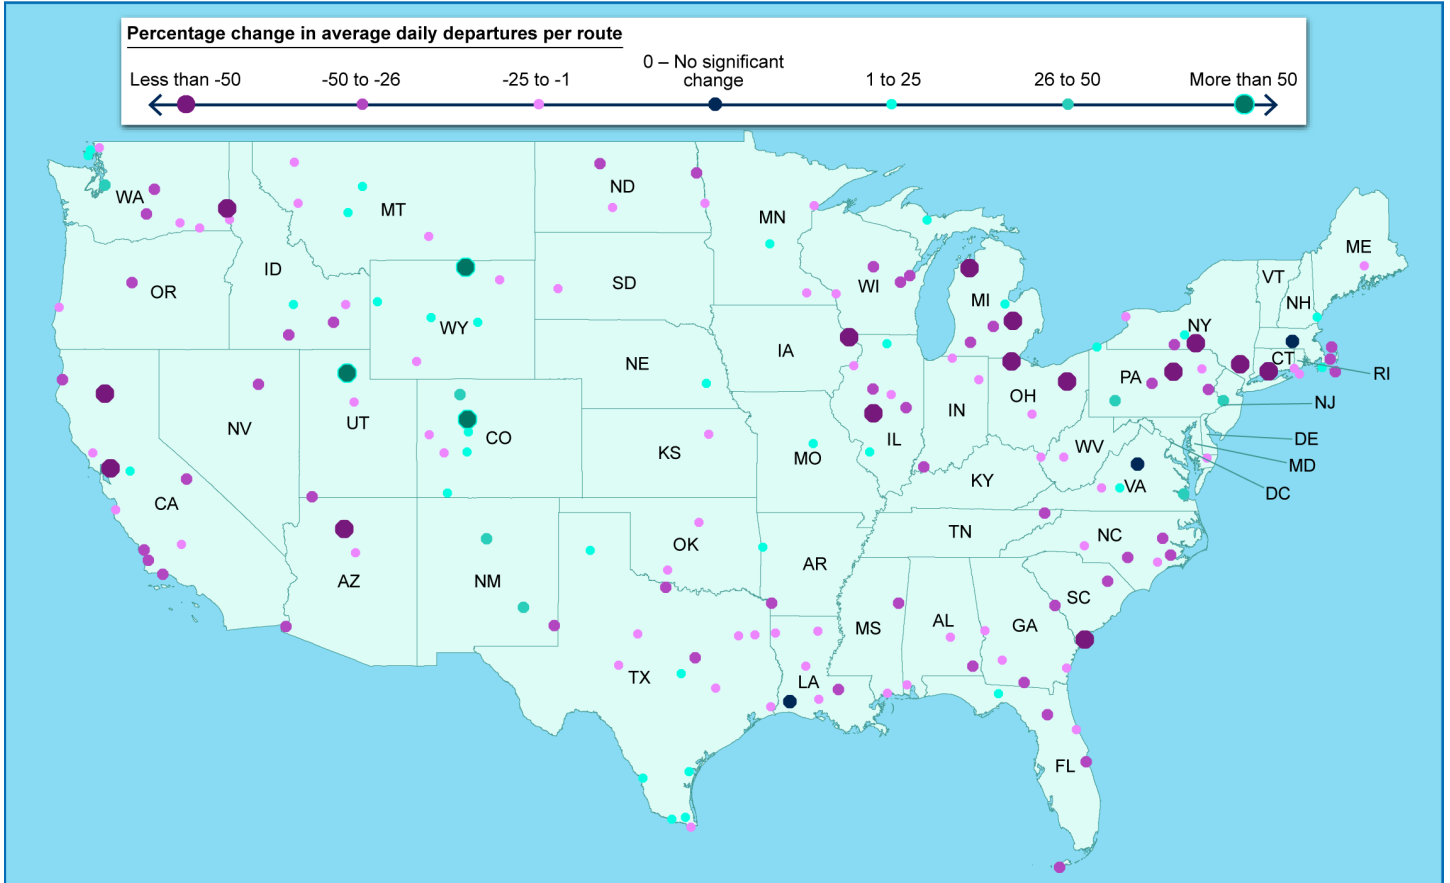 Percentage change in average daily departures per route
0 – No significant
change
Less than -50
-50 to -26
-25 to -1
1 to 25
26 to 50
More than 50
WA
MT
ND
MN
ME
OR
ID
SD
WI
MI
VT
NH
NY
WY
IA
CT
RI
NE
PA
NJ
NV
UT
CO
IL
IN
OH
DE
KS
MO
WV
MD
CA
KY
VA
DC
TN
NC
AZ
NM
OK
AR
SC
MS
AL
GA
TX
LA
FL